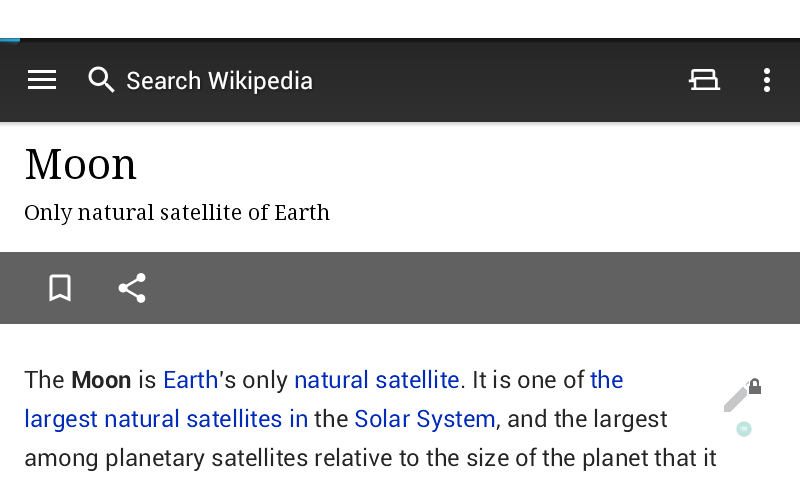 Search Wikipedia
Moon
Only natural satellite of Earth
The Moon is Earth's only natural satellite. It is one of the
largest natural satellites in the Solar System, and the largest
among planetary satellites relative to the size of the planet that it